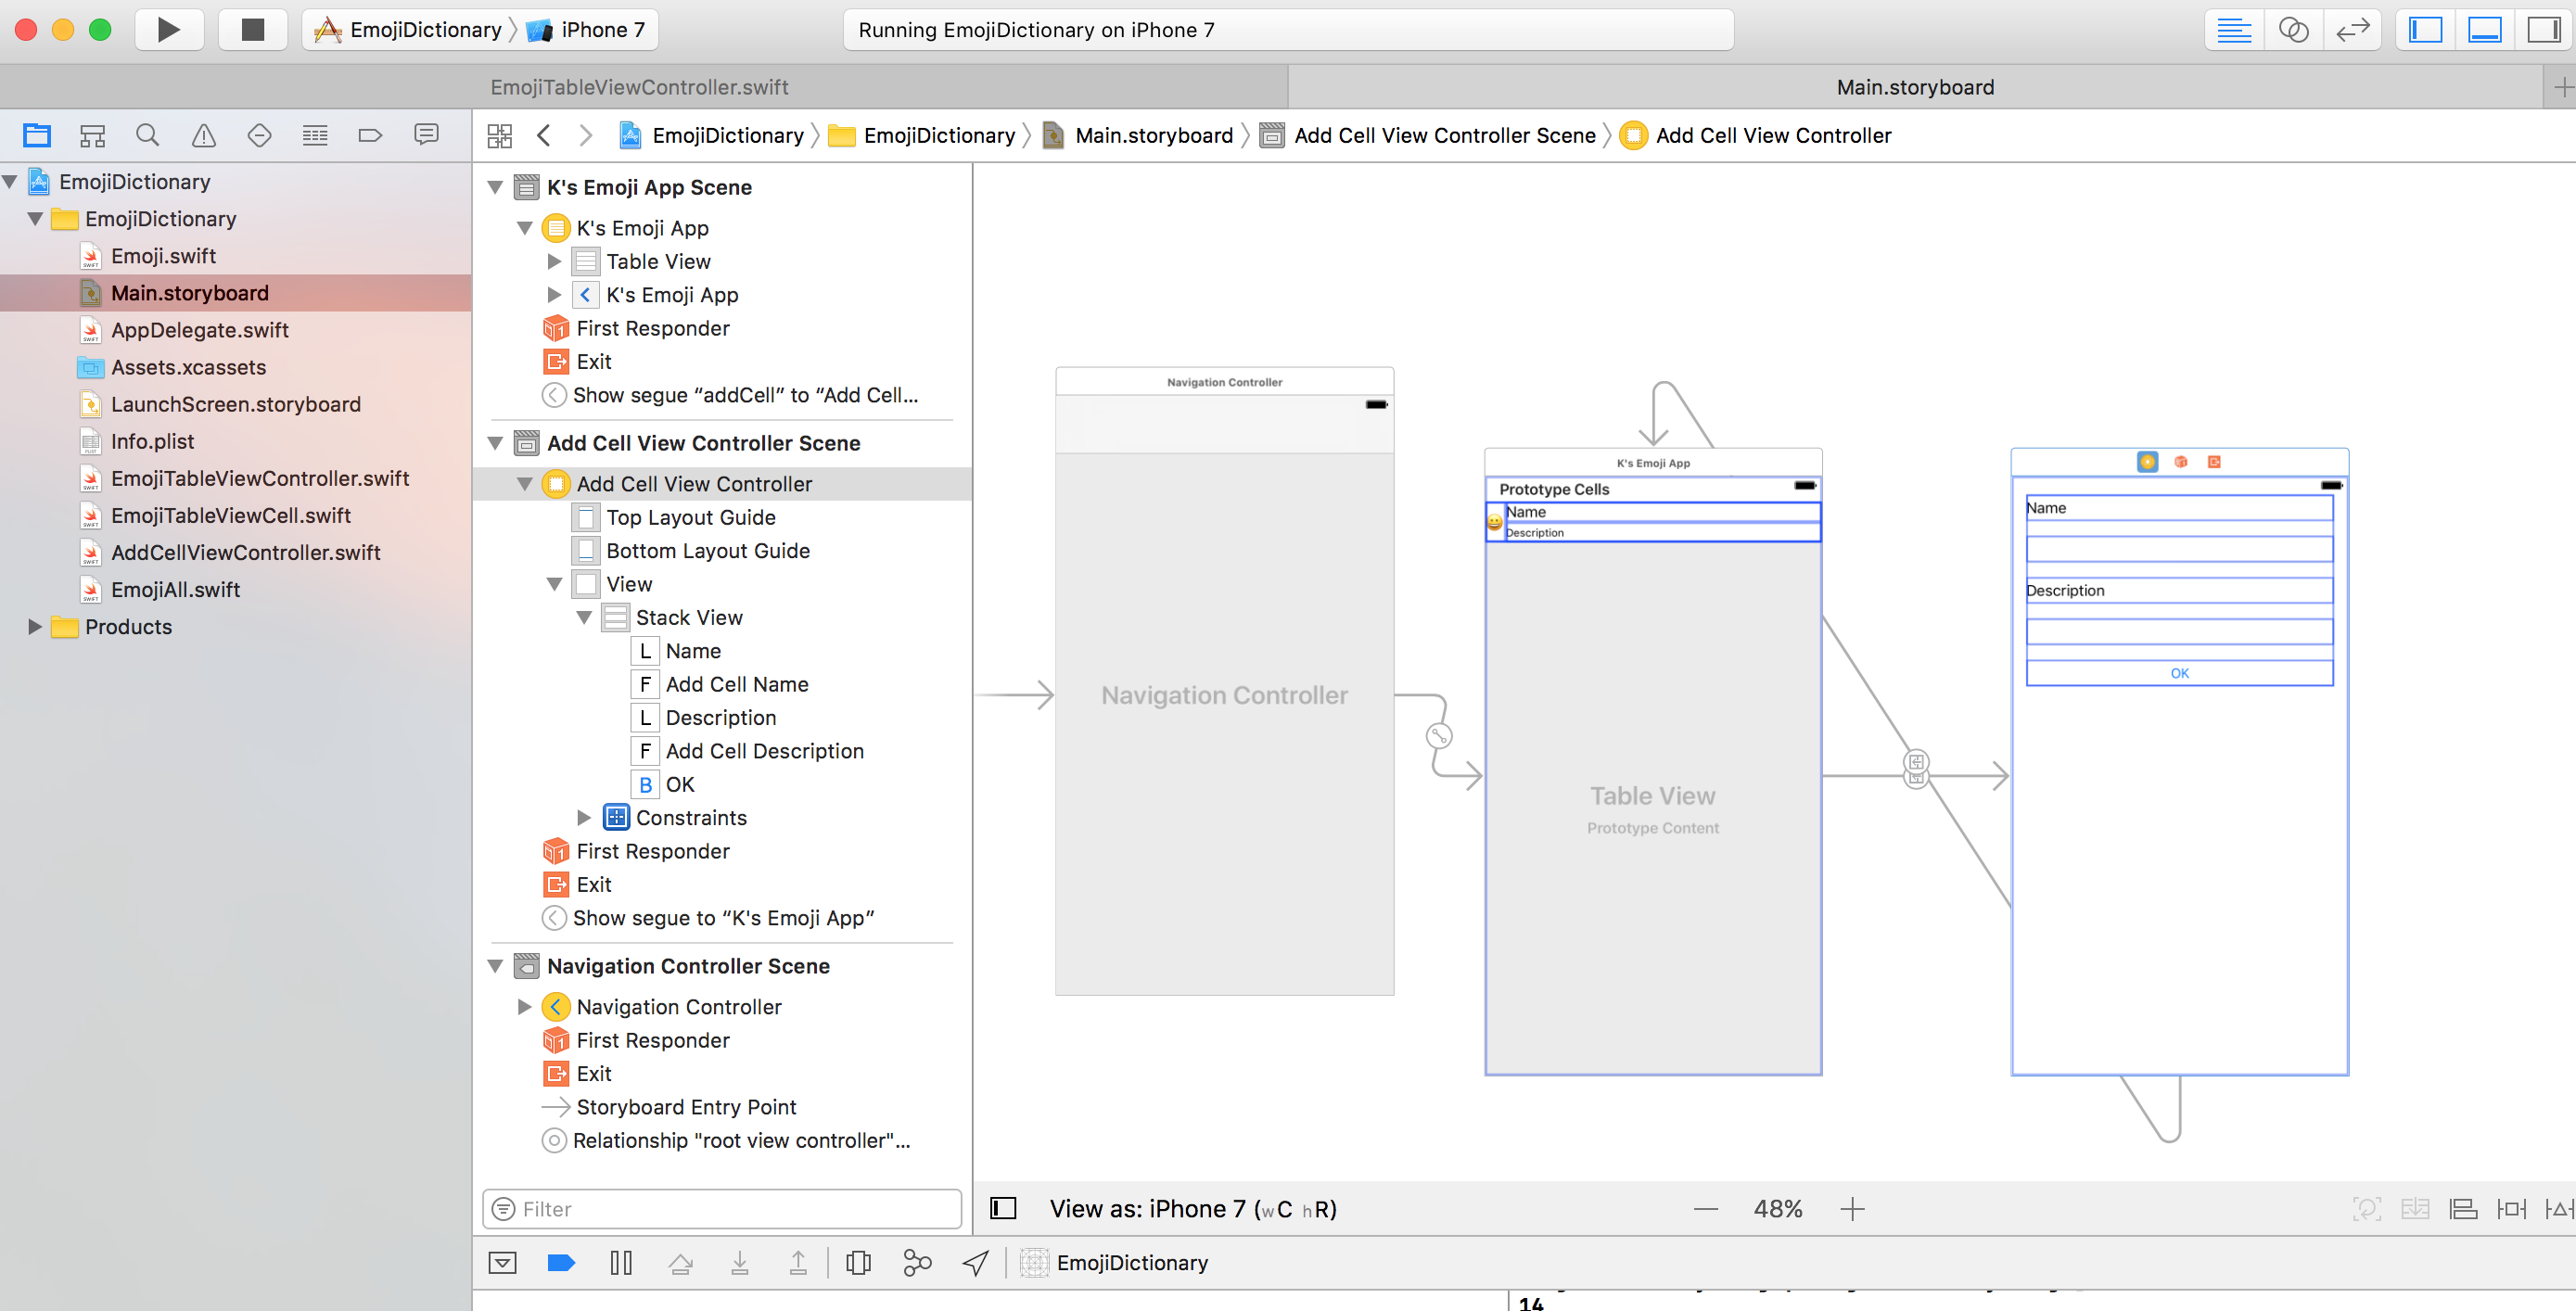 EmojiDictionary
iPhone 7
Running EmojiDictionary on iPhone 7
EmojiTableViewController.swift
Main.storyboard
EmojiDictionary
EmojiDictionary
Main.storyboard
Add Cell View Controller Scene
Add Cell View Controller
EmojiDictionary
EmojiDictionary
Emoji.swift
Main.storyboard
AppDelegate.swift
Assets.xcassets
LaunchScreen.storyboard
Info.plist
EmojiTableViewController.swift
EmojiTableViewCell.swift
AddCellViewController.swift
EmojiAll.swift
Products
K's Emoji App Scene
K's Emoji App
Table View
K's Emoji App
First Responder
Exit
Show segue “addCell” to “Add Cell...
Add Cell View Controller Scene
Add Cell View Controller
Top Layout Guide
Bottom Layout Guide
View
Stack View
L Name
F Add Cell Name
L Description
F Add Cell Description
B OK
Constraints
First Responder
Exit
Show segue to “K's Emoji App”
Navigation Controller Scene
Navigation Controller
First Responder
Exit
Storyboard Entry Point
Relationship "root view controller"...
Filter
Navigation Controller
Navigation Controller
K's Emoji App
Prototype Cells
Name
Description
Table View
Prototype Content
Name
Description
OK
View as: iPhone 7 (wC hR)
48%
EmojiDictionary
14